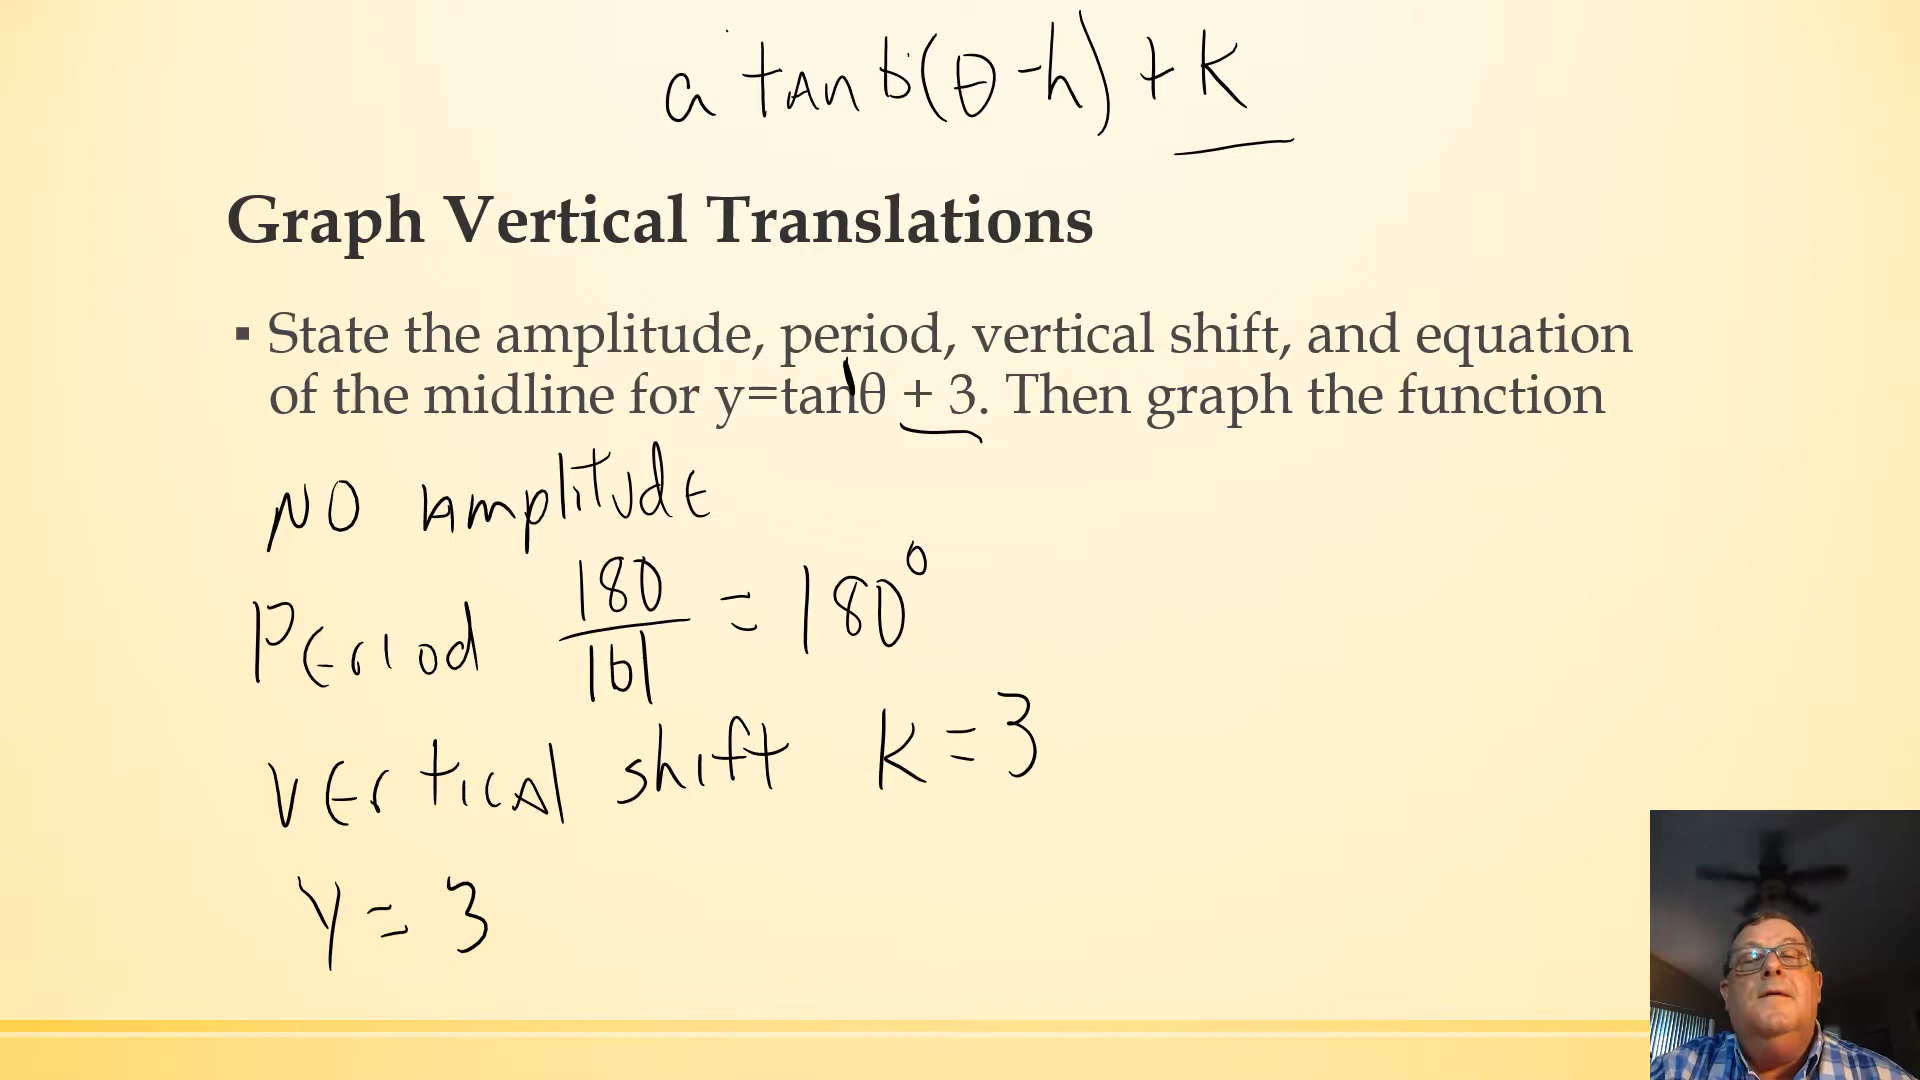 a tan b(θ-h) + k
Graph Vertical Translations
▪ State the amplitude, period, vertical shift, and equation
of the midline for y=tanθ + 3. Then graph the function
NO amplitude
Period 180/|b| = 180°
vertical shift k = 3
y = 3